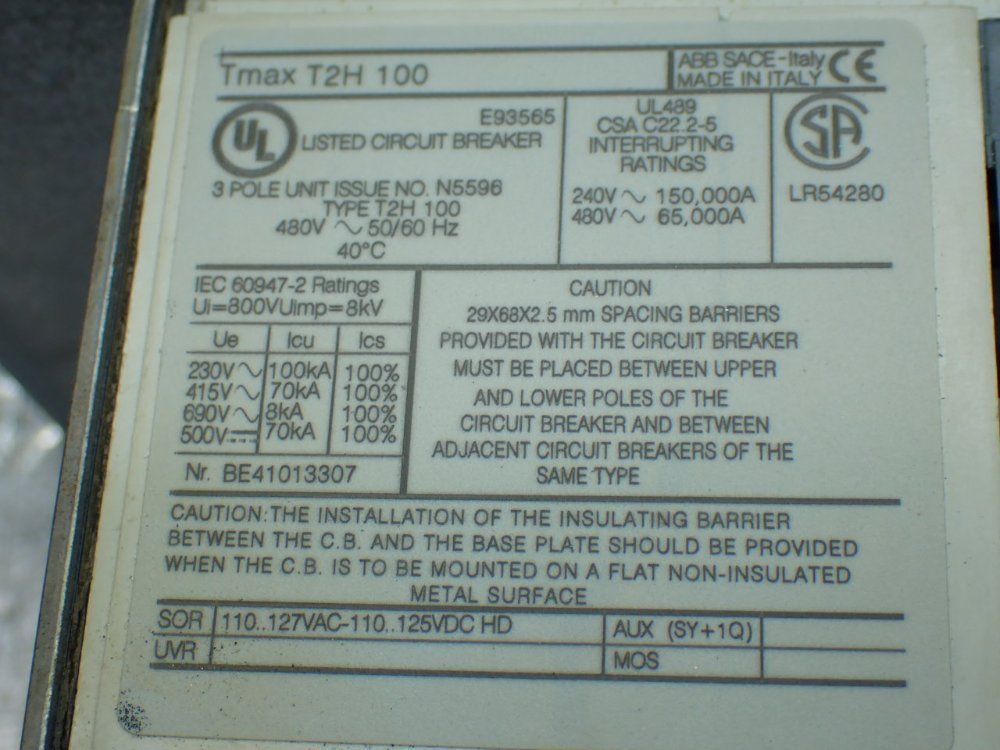 Tmax T2H 100
ABB SACE-Italy
MADE IN ITALY
CE
UL
E93565
LISTED CIRCUIT BREAKER
3 POLE UNIT ISSUE NO. N5596
TYPE T2H 100
480V ~ 50/60 Hz
40°C
UL489
CSA C22.2-5
INTERRUPTING
RATINGS
240V ~ 150,000A
480V ~ 65,000A
SA
LR54280
IEC 60947-2 Ratings
Ui=800VUimp=8kV
Ue Icu Ics
230V~ 100kA 100%
415V~ 70kA 100%
690V~ 8kA 100%
500V⎓ 70kA 100%
Nr. BE41013307
CAUTION
29X68X2.5 mm SPACING BARRIERS
PROVIDED WITH THE CIRCUIT BREAKER
MUST BE PLACED BETWEEN UPPER
AND LOWER POLES OF THE
CIRCUIT BREAKER AND BETWEEN
ADJACENT CIRCUIT BREAKERS OF THE
SAME TYPE
CAUTION:THE INSTALLATION OF THE INSULATING BARRIER
BETWEEN THE C.B. AND THE BASE PLATE SHOULD BE PROVIDED
WHEN THE C.B. IS TO BE MOUNTED ON A FLAT NON-INSULATED
METAL SURFACE
SOR 110..127VAC-110..125VDC HD AUX (SY+1Q)
UVR MOS